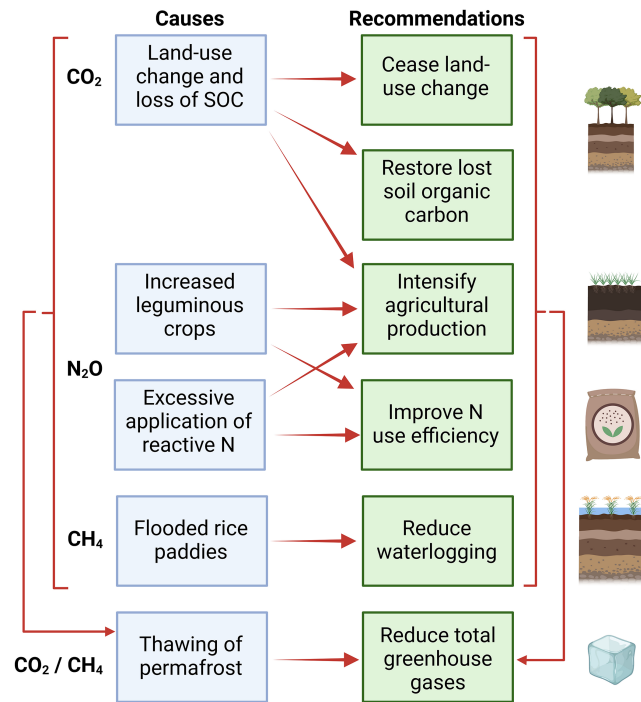 Causes
Recommendations
CO₂
Land-use
change and
loss of SOC
Cease land-
use change
Restore lost
soil organic
carbon
Increased
leguminous
crops
Intensify
agricultural
production
N₂O
Excessive
application of
reactive N
Improve N
use efficiency
CH₄
Flooded rice
paddies
Reduce
waterlogging
CO₂ / CH₄
Thawing of
permafrost
Reduce total
greenhouse
gases